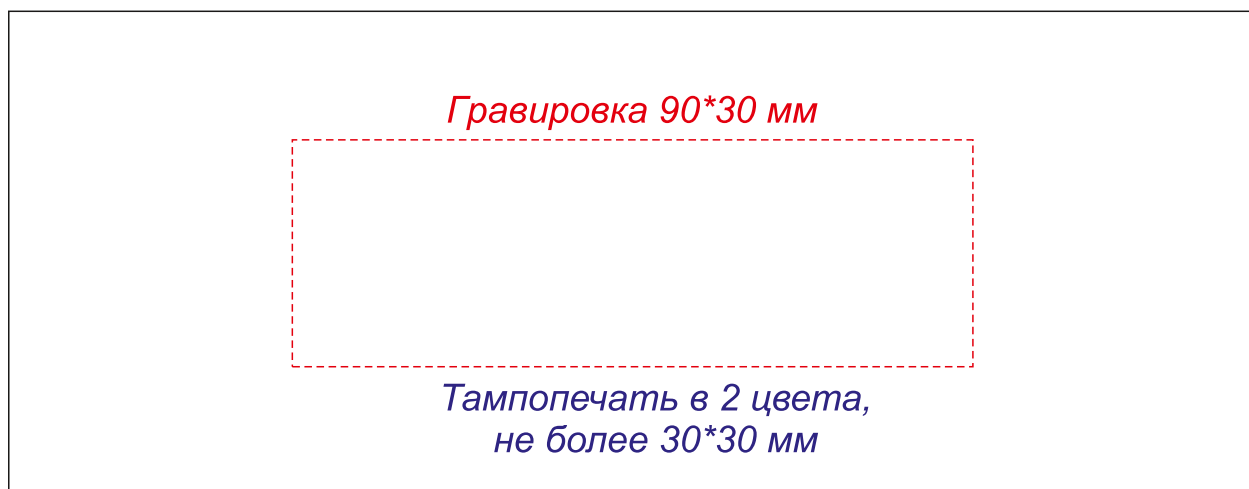 Гравировка 90*30 мм
Тампопечать в 2 цвета,
не более 30*30 мм